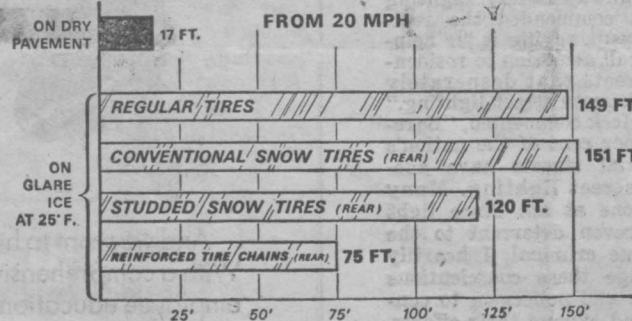 FROM 20 MPH
ON DRY
PAVEMENT
17 FT.
REGULAR TIRES
149 FT
CONVENTIONAL SNOW TIRES (REAR)
151 FT
ON
GLARE
ICE
AT 25°F.
STUDDED SNOW TIRES (REAR)
120 FT.
REINFORCED TIRE CHAINS (REAR)
75 FT.
25' 50' 75' 100' 125' 150'